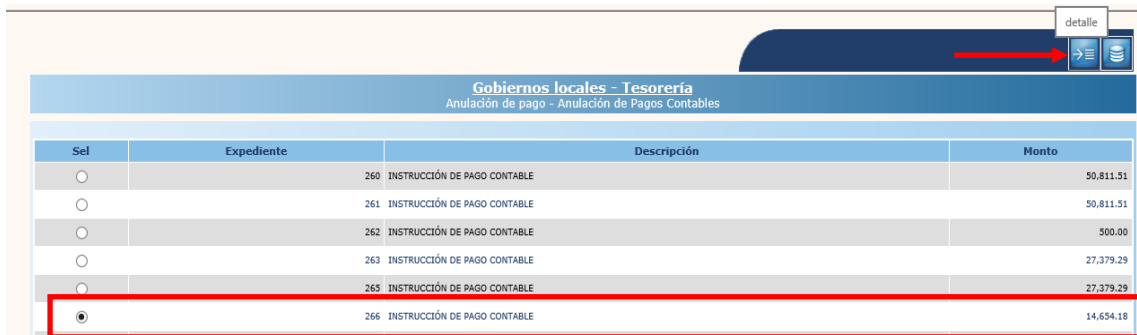 detalle
Gobiernos locales - Tesorería
Anulación de pago - Anulación de Pagos Contables
Sel Expediente Descripción Monto
260 INSTRUCCIÓN DE PAGO CONTABLE 50,811.51
261 INSTRUCCIÓN DE PAGO CONTABLE 50,811.51
262 INSTRUCCIÓN DE PAGO CONTABLE 500.00
263 INSTRUCCIÓN DE PAGO CONTABLE 27,379.29
265 INSTRUCCIÓN DE PAGO CONTABLE 27,379.29
266 INSTRUCCIÓN DE PAGO CONTABLE 14,654.18